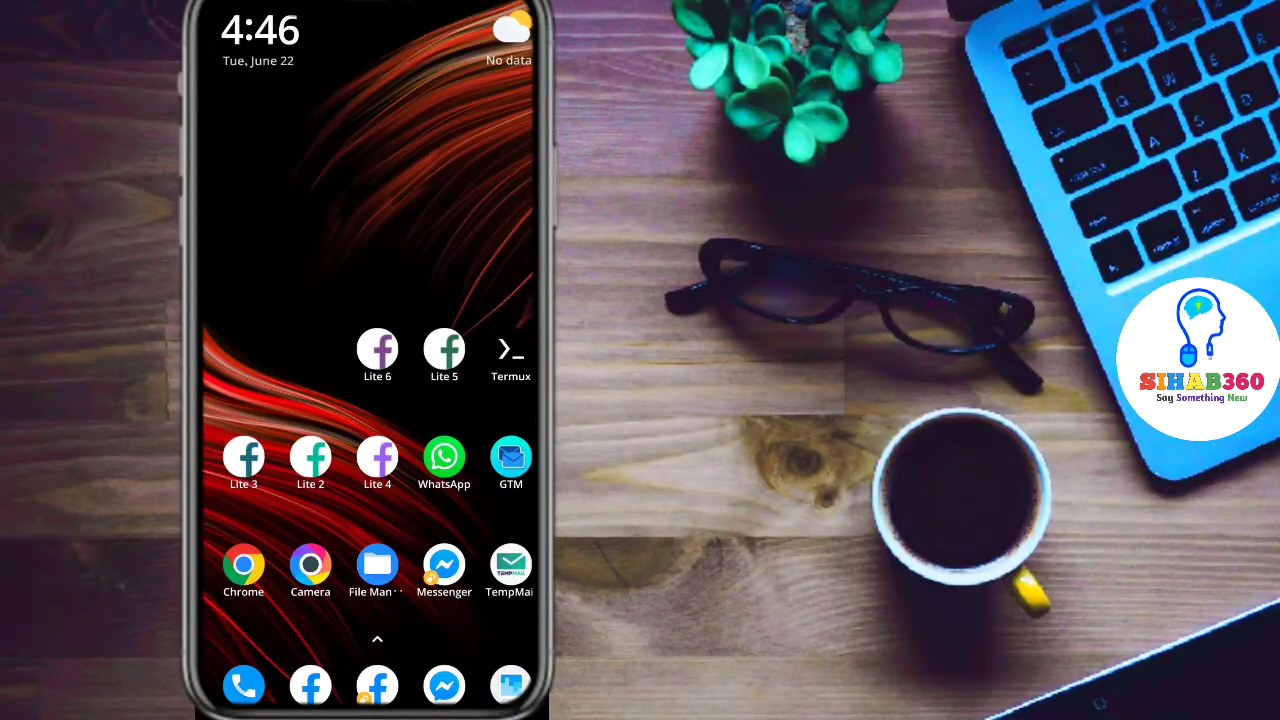 4:46
Tue, June 22
No data
Lite 6
Lite 5
Termux
Lite 3
Lite 2
Lite 4
WhatsApp
GTM
TEMPMAIL
Chrome
Camera
File Man··
Messenger
TempMai
Q
W
E
R
A
S
D
Z
X
SIHAB360
Say Something New